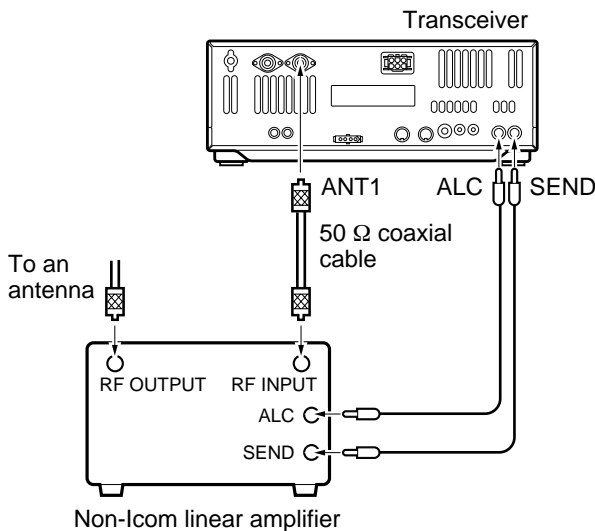 Transceiver
ANT1
ALC
SEND
50 Ω coaxial
cable
To an
antenna
RF OUTPUT
RF INPUT
ALC
SEND
Non-Icom linear amplifier